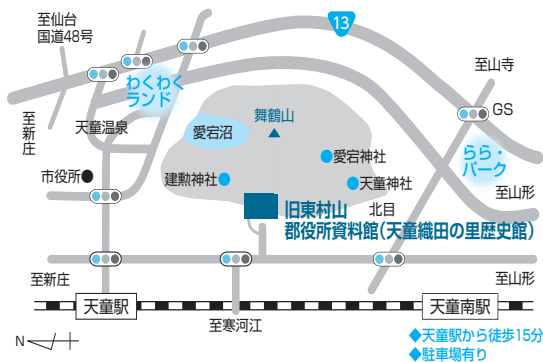 至仙台
国道48号
13
至山寺
わくわく
ランド
GS
舞鶴山
至新庄
天童温泉
愛宕沼
愛宕神社
らら・
パーク
市役所
建勲神社
天童神社
至山形
北目
旧東村山
郡役所資料館(天童織田の里歴史館)
至新庄
至山形
天童駅
天童南駅
至寒河江
N
◆天童駅から徒歩15分
◆駐車場有り